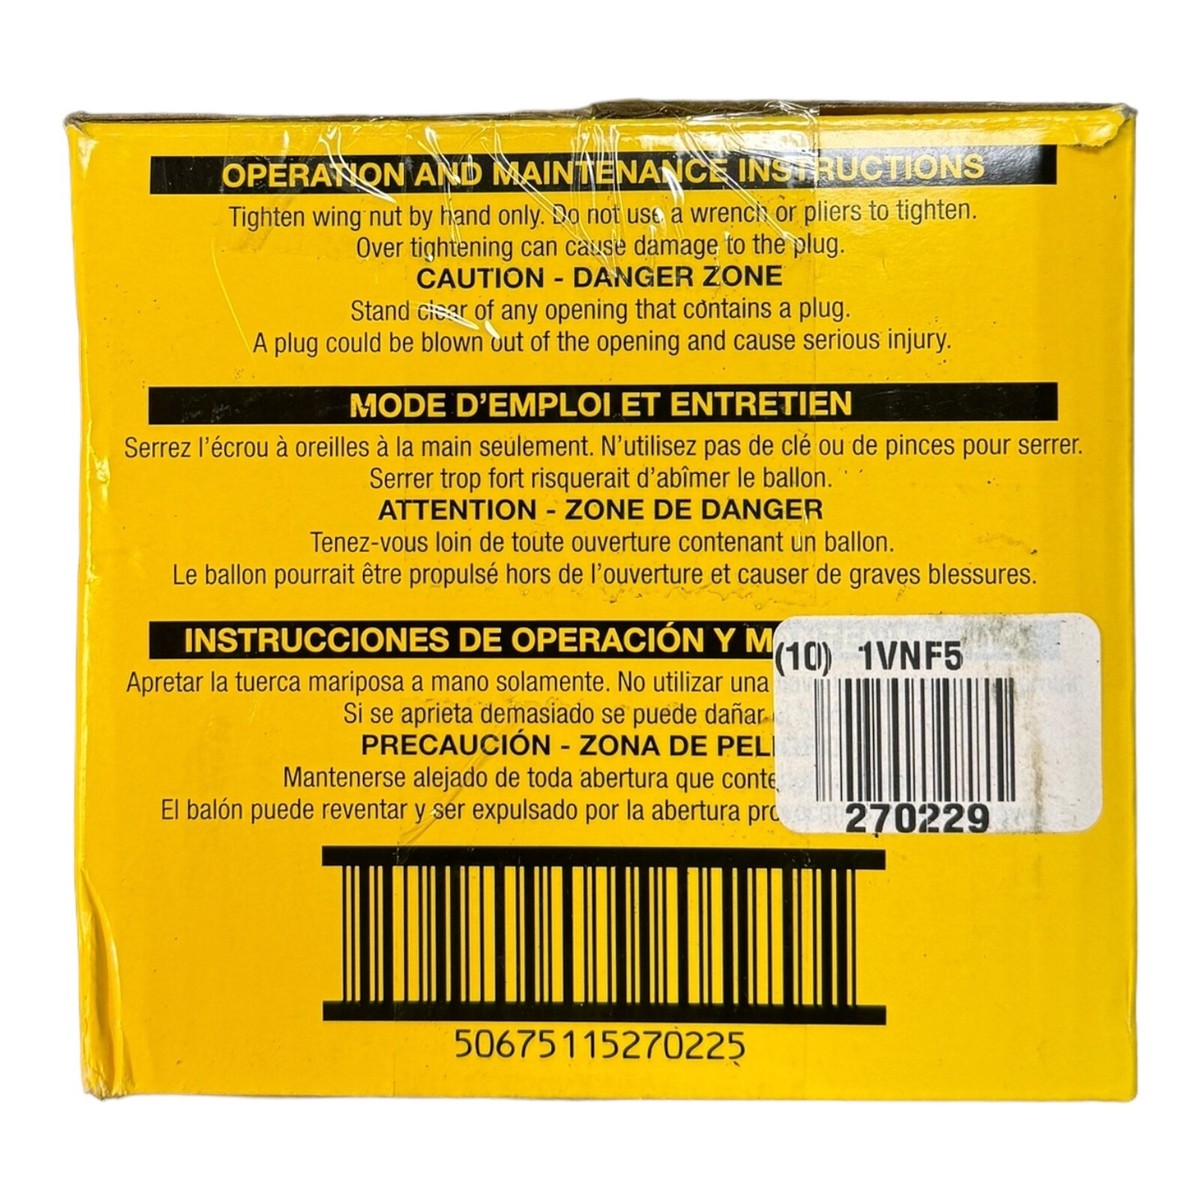 OPERATION AND MAINTENANCE INSTRUCTIONS
Tighten wing nut by hand only. Do not use a wrench or pliers to tighten.
Over tightening can cause damage to the plug.
CAUTION - DANGER ZONE
Stand clear of any opening that contains a plug.
A plug could be blown out of the opening and cause serious injury.
MODE D'EMPLOI ET ENTRETIEN
Serrez l'écrou à oreilles à la main seulement. N'utilisez pas de clé ou de pinces pour serrer.
Serrer trop fort risquerait d'abîmer le ballon.
ATTENTION - ZONE DE DANGER
Tenez-vous loin de toute ouverture contenant un ballon.
Le ballon pourrait être propulsé hors de l'ouverture et causer de graves blessures.
INSTRUCCIONES DE OPERACIÓN Y
Apretar la tuerca mariposa a mano solamente. No utilizar una
Si se aprieta demasiado se puede dañar
PRECAUCIÓN - ZONA DE
Mantenerse alejado de toda abertura que
El balón puede reventar y ser expulsado por la abertura
(10) 1VNF5
270229
50675115270225